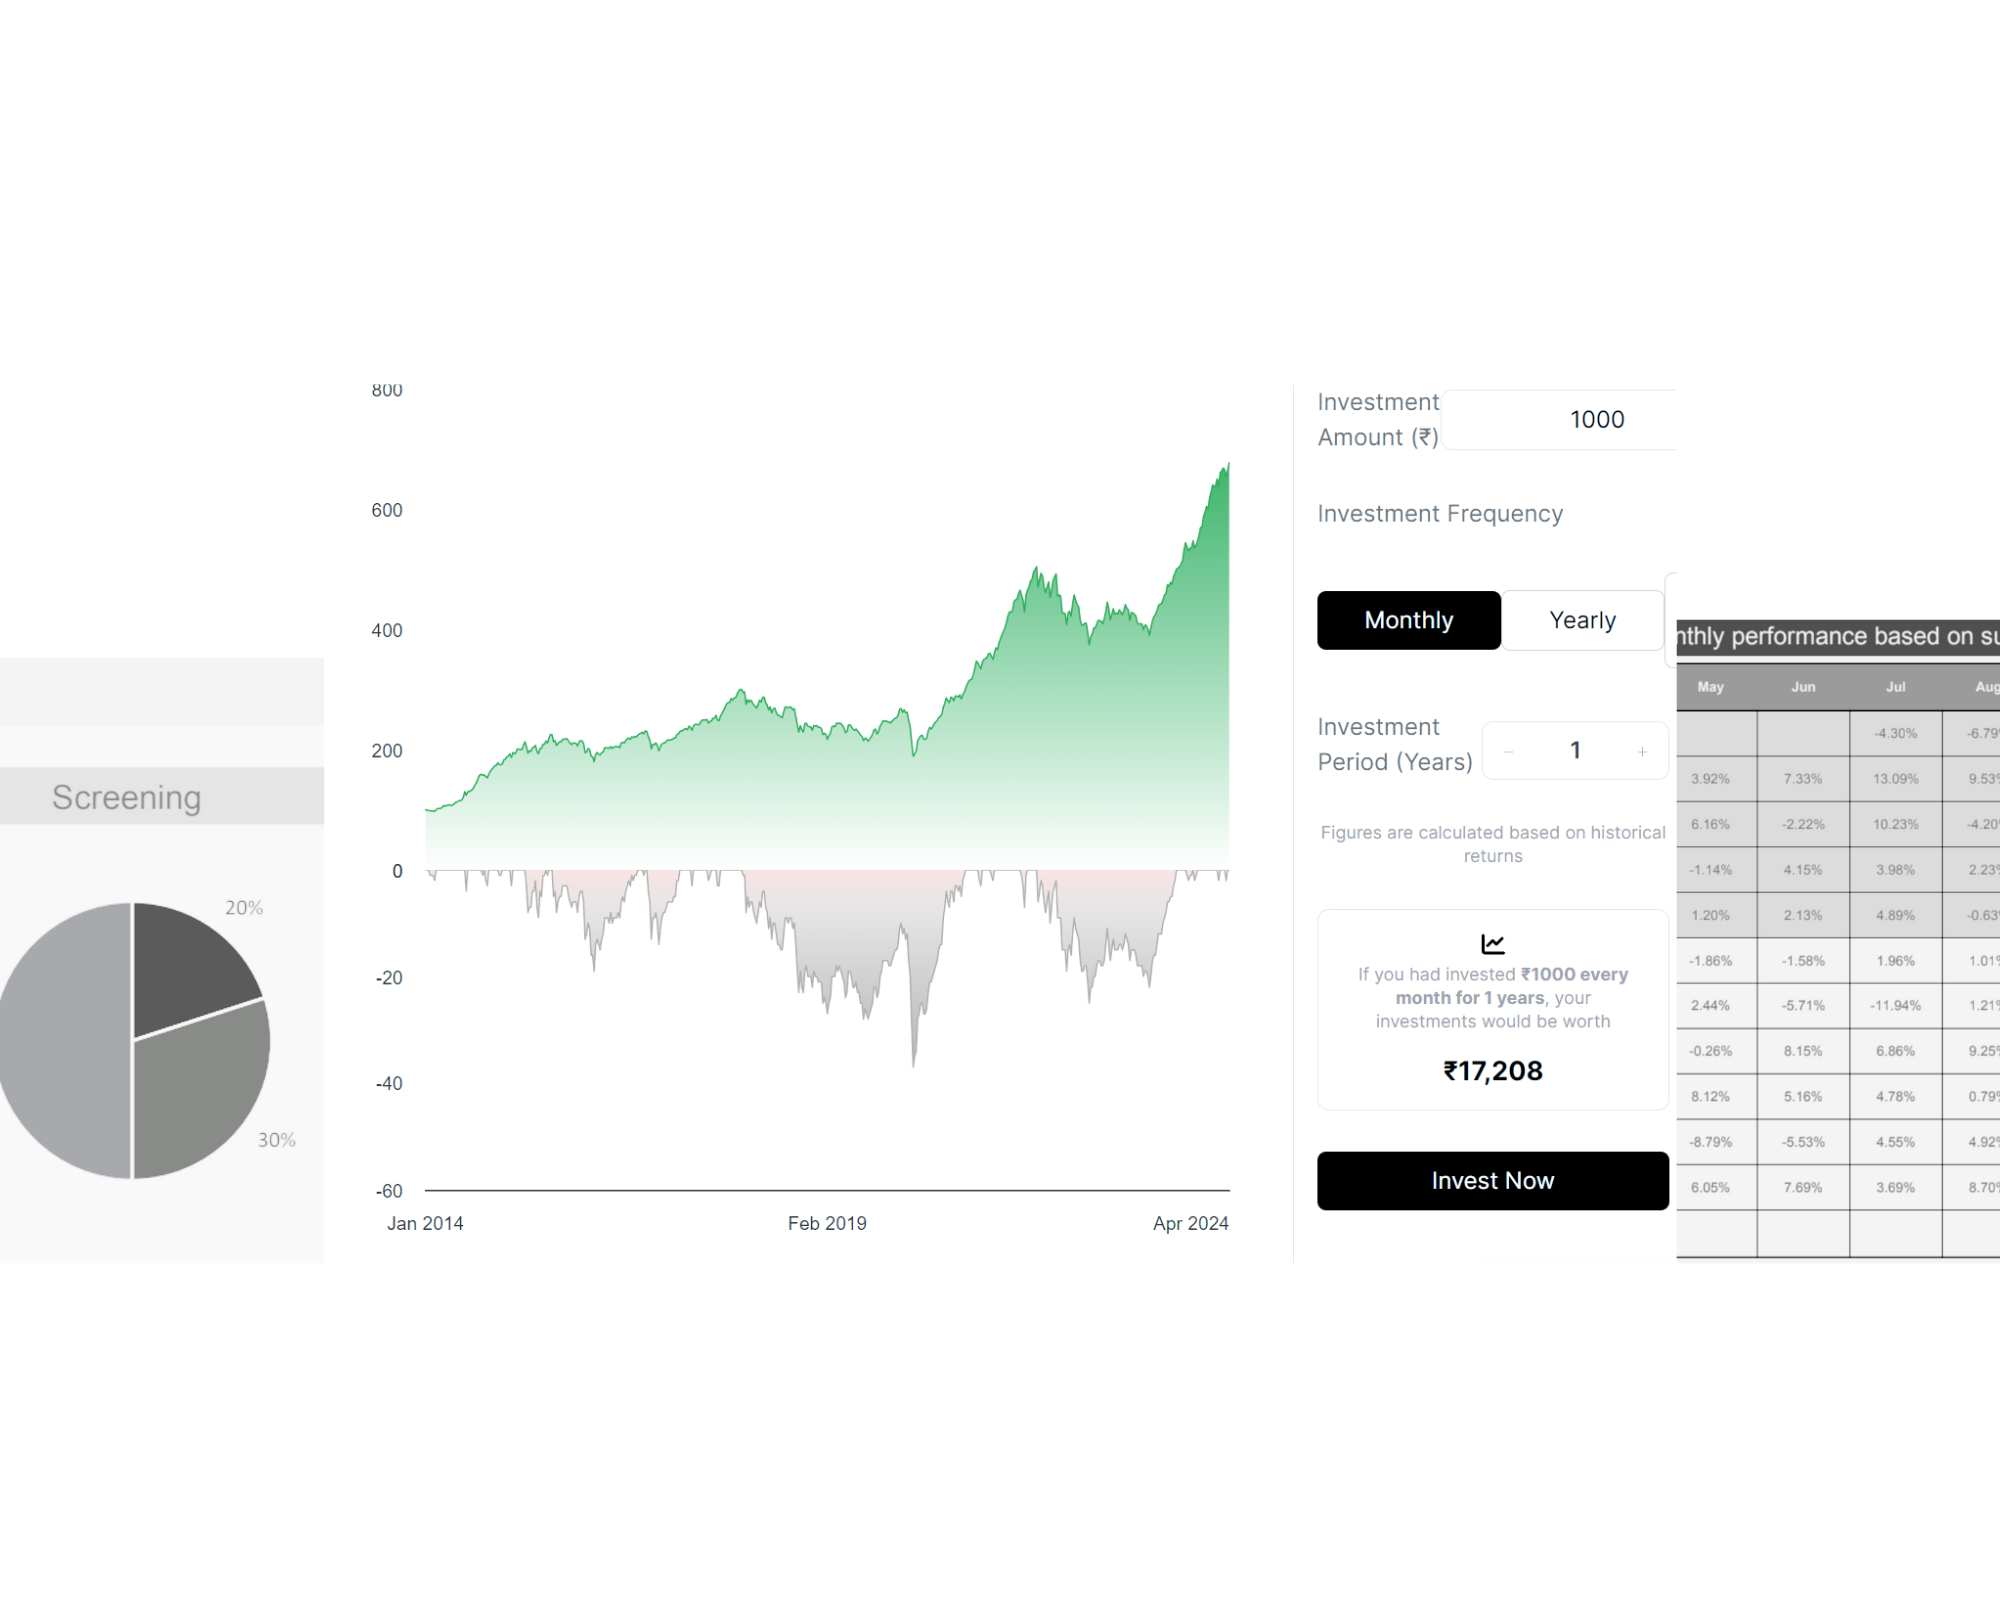 Screening
20%
30%
800
600
400
200
0
-20
-40
-60
Jan 2014 Feb 2019 Apr 2024
Investment
Amount (₹)
1000
Investment Frequency
Monthly Yearly
Investment
Period (Years)
− 1 +
Figures are calculated based on historical
returns
If you had invested ₹1000 every
month for 1 years, your
investments would be worth
₹17,208
Invest Now
nthly performance based on su
May Jun Jul Aug
-4.30% -6.79
3.92% 7.33% 13.09% 9.53
6.16% -2.22% 10.23% -4.20
-1.14% 4.15% 3.98% 2.23
1.20% 2.13% 4.89% -0.63
-1.86% -1.58% 1.96% 1.01
2.44% -5.71% -11.94% 1.21
-0.26% 8.15% 6.86% 9.25
8.12% 5.16% 4.78% 0.79
-8.79% -5.53% 4.55% 4.92
6.05% 7.69% 3.69% 8.70